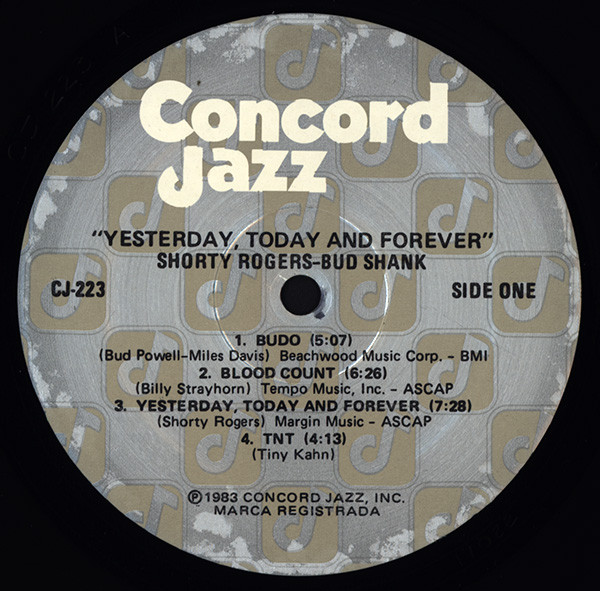 Concord
Jazz
"YESTERDAY, TODAY AND FOREVER"
SHORTY ROGERS-BUD SHANK
CJ-223
SIDE ONE
1. BUDO (5:07)
(Bud Powell-Miles Davis) Beachwood Music Corp. - BMI
2. BLOOD COUNT (6:26)
(Billy Strayhorn) Tempo Music, Inc. - ASCAP
3. YESTERDAY, TODAY AND FOREVER (7:28)
(Shorty Rogers) Margin Music - ASCAP
4. TNT (4:13)
(Tiny Kahn)
℗1983 CONCORD JAZZ, INC.
MARCA REGISTRADA